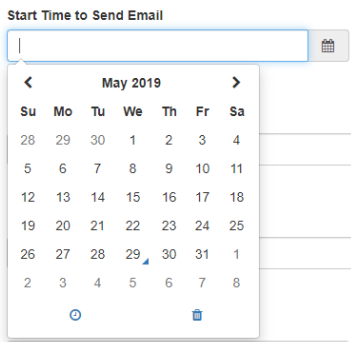 Start Time to Send Email
May 2019
Su Mo Tu We Th Fr Sa
28 29 30 1 2 3 4
5 6 7 8 9 10 11
12 13 14 15 16 17 18
19 20 21 22 23 24 25
26 27 28 29 30 31 1
2 3 4 5 6 7 8